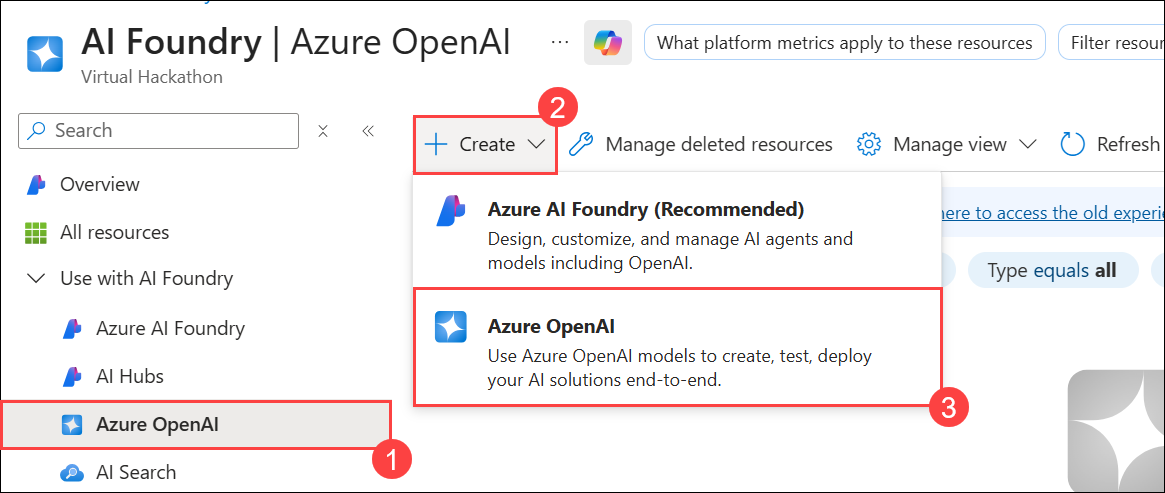 AI Foundry | Azure OpenAI
...
What platform metrics apply to these resources
Filter resour
Virtual Hackathon
Search
Overview
All resources
Use with AI Foundry
Azure AI Foundry
AI Hubs
Azure OpenAI
1
AI Search
2
Create
Manage deleted resources
Manage view
Refresh
Azure AI Foundry (Recommended)
Design, customize, and manage AI agents and
models including OpenAI.
Azure OpenAI
Use Azure OpenAI models to create, test, deploy
your AI solutions end-to-end.
3
here to access the old experie
Type equals all